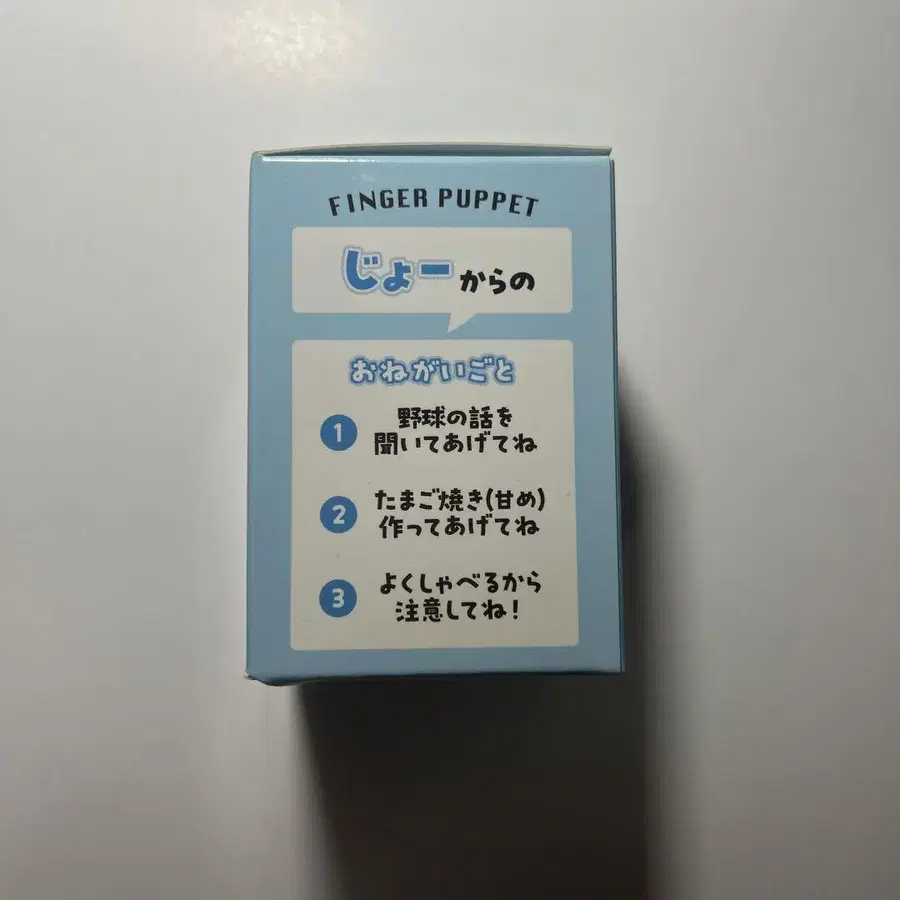 FINGER PUPPET
じょーからの
おねがいごと
1 野球の話を
聞いてあげてね
2 たまご焼き(甘め)
作ってあげてね
3 よくしゃべるから
注意してね!